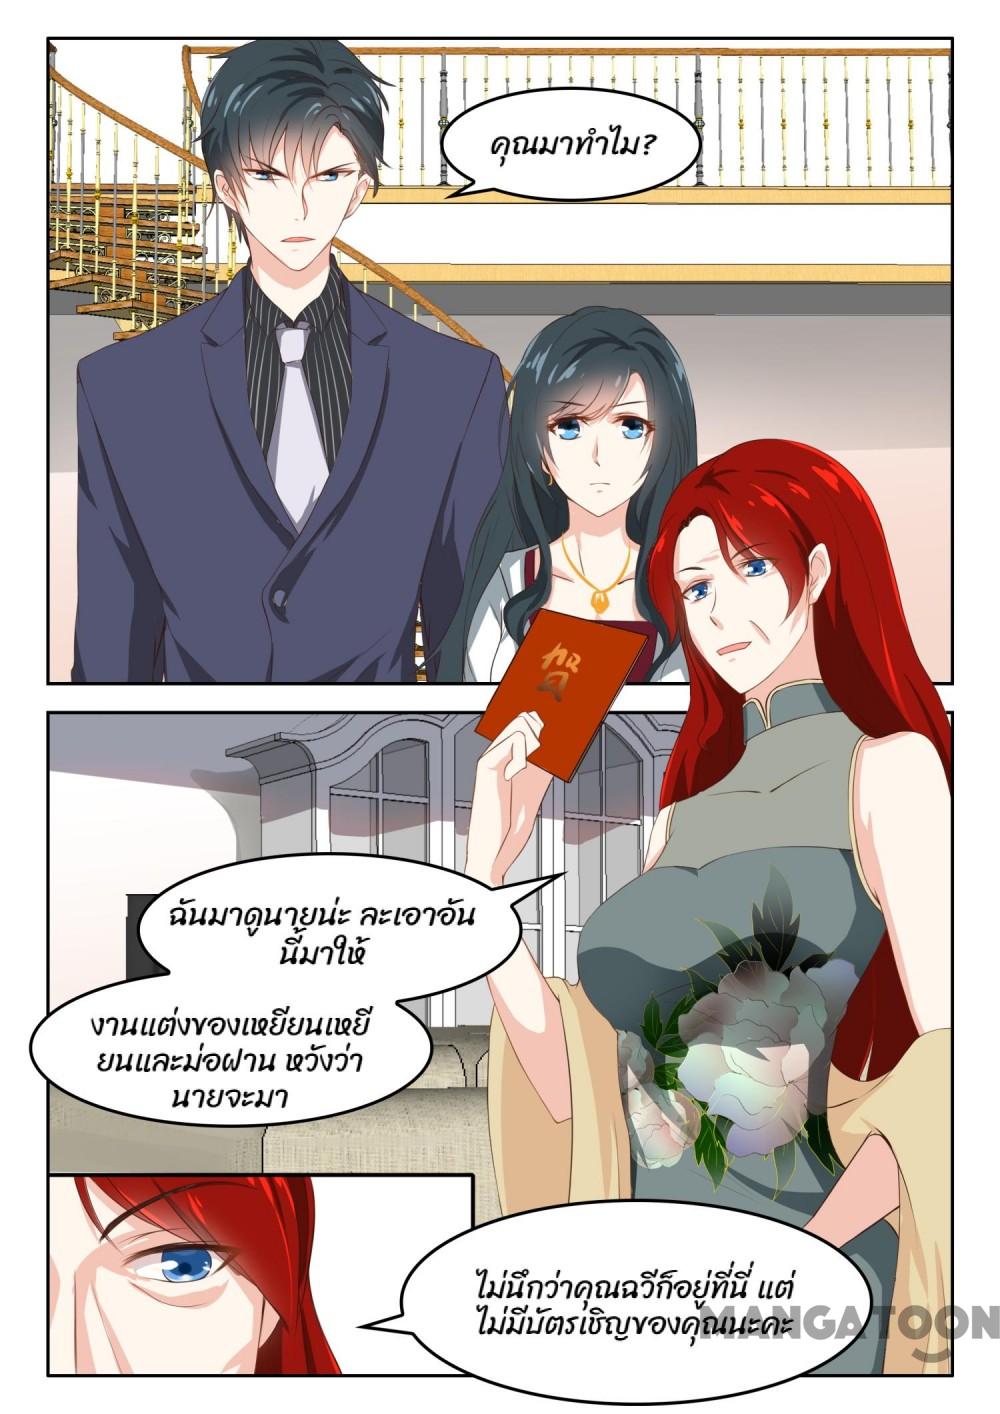 คุณมาทำไม?
贺
ฉันมาดูนายน่ะ ละเอาอัน
นี้มาให้
งานแต่งของเหยียนเหยี
ยนและม่อฝาน หวังว่า
นายจะมา
ไม่นึกว่าคุณฉวีก็อยู่ที่นี่ แต่
ไม่มีบัตรเชิญของคุณนะคะ
MANGATOON